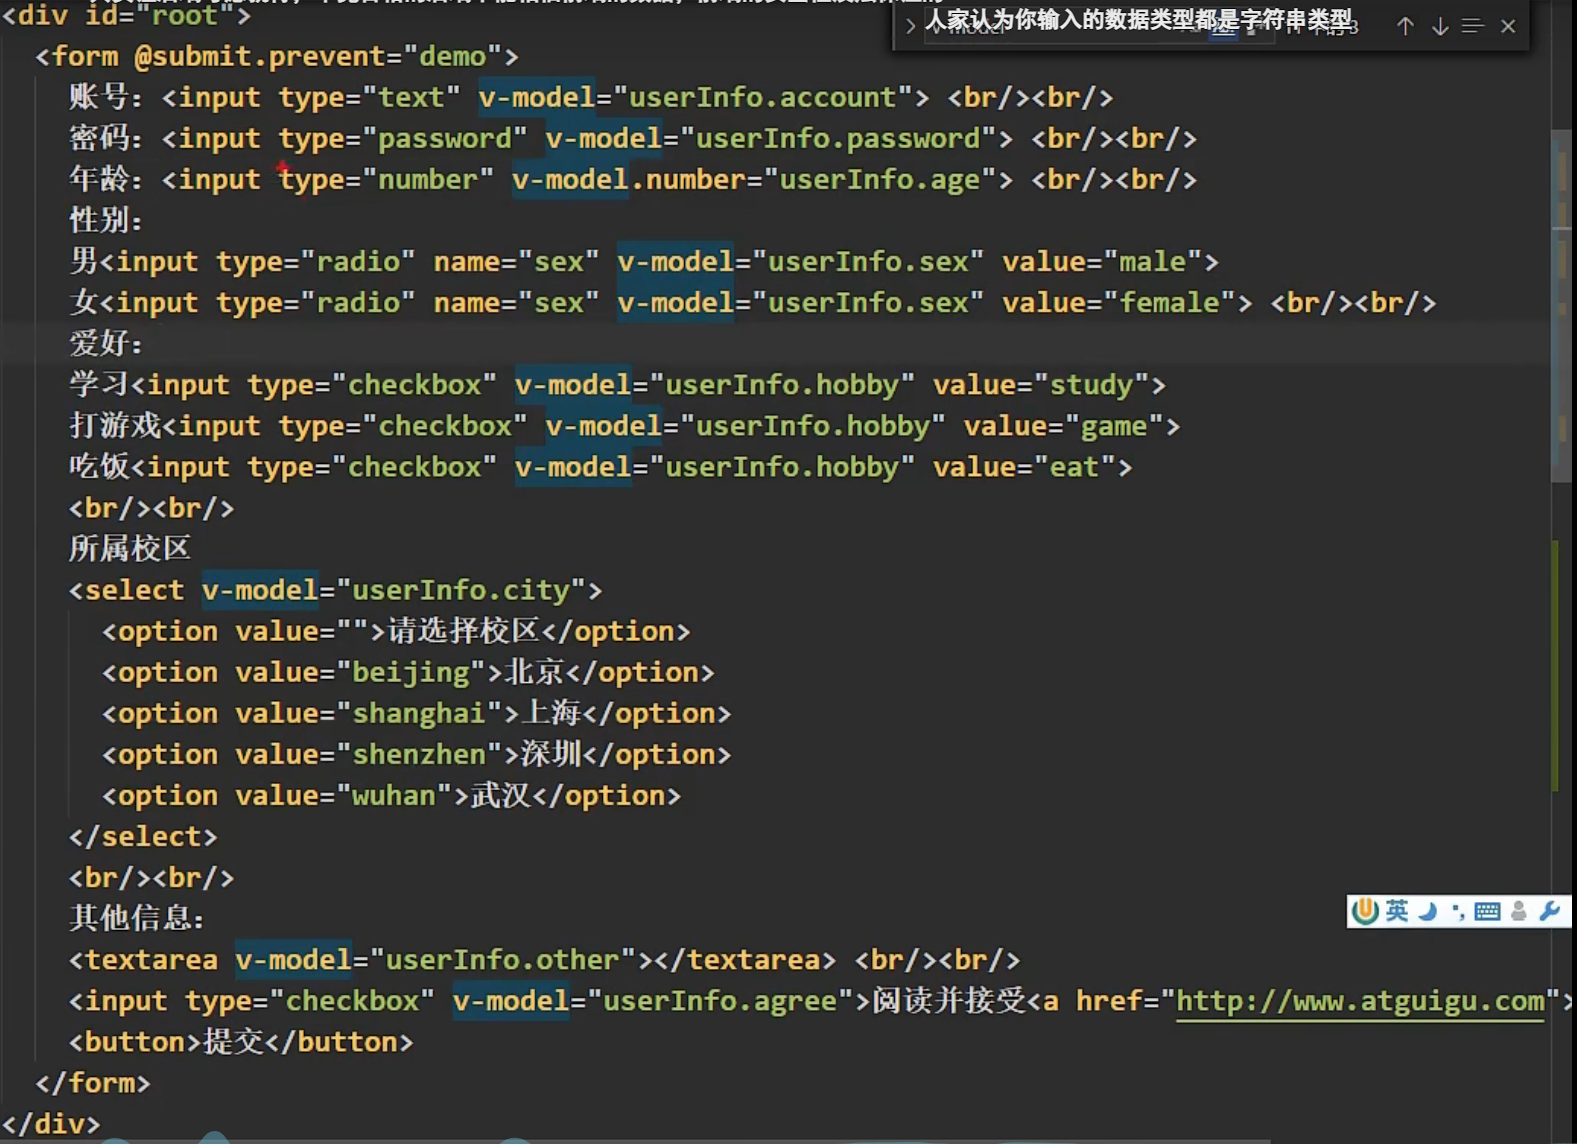 <div id="root">
人家认为你输入的数据类型都是字符串类型
<form @submit.prevent="demo">
账号：<input type="text" v-model="userInfo.account"> <br/><br/>
密码：<input type="password" v-model="userInfo.password"> <br/><br/>
年龄：<input type="number" v-model.number="userInfo.age"> <br/><br/>
性别：
男<input type="radio" name="sex" v-model="userInfo.sex" value="male">
女<input type="radio" name="sex" v-model="userInfo.sex" value="female"> <br/><br/>
爱好：
学习<input type="checkbox" v-model="userInfo.hobby" value="study">
打游戏<input type="checkbox" v-model="userInfo.hobby" value="game">
吃饭<input type="checkbox" v-model="userInfo.hobby" value="eat">
<br/><br/>
所属校区
<select v-model="userInfo.city">
<option value="">请选择校区</option>
<option value="beijing">北京</option>
<option value="shanghai">上海</option>
<option value="shenzhen">深圳</option>
<option value="wuhan">武汉</option>
</select>
<br/><br/>
其他信息：
英
<textarea v-model="userInfo.other"></textarea> <br/><br/>
<input type="checkbox" v-model="userInfo.agree">阅读并接受<a href="http://www.atguigu.com">
<button>提交</button>
</form>
</div>